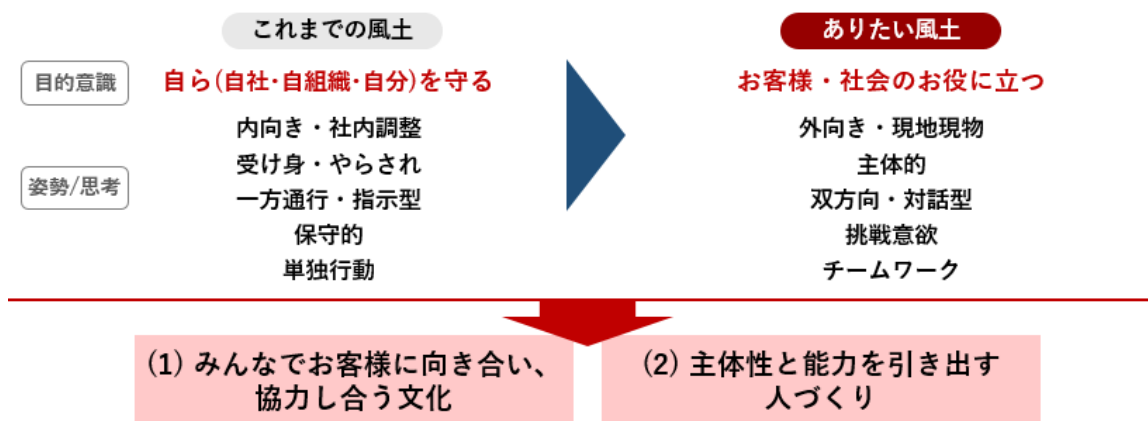 これまでの風土
ありたい風土
目的意識
自ら(自社・自組織・自分)を守る
お客様・社会のお役に立つ
姿勢/思考
内向き・社内調整
受け身・やらされ
一方通行・指示型
保守的
単独行動
外向き・現地現物
主体的
双方向・対話型
挑戦意欲
チームワーク
(1) みんなでお客様に向き合い、
協力し合う文化
(2) 主体性と能力を引き出す
人づくり